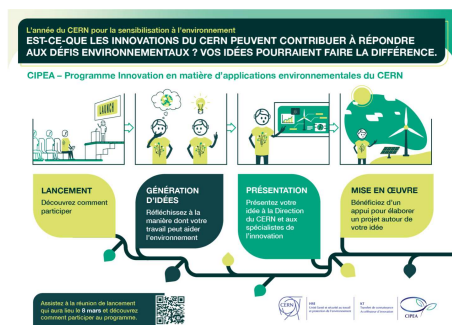 L'année du CERN pour la sensibilisation à l'environnement
EST-CE-QUE LES INNOVATIONS DU CERN PEUVENT CONTRIBUER À RÉPONDRE
AUX DÉFIS ENVIRONNEMENTAUX ? VOS IDÉES POURRAIENT FAIRE LA DIFFÉRENCE.
CIPEA – Programme Innovation en matière d'applications environnementales du CERN
LAUNCH
LANCEMENT
Découvrez comment
participer
GÉNÉRATION
D'IDÉES
Réfléchissez à la
manière dont votre
travail peut aider
l'environnement
PRÉSENTATION
Présentez votre
idée à la Direction
du CERN et aux
spécialistes de
l'innovation
MISE EN ŒUVRE
Bénéficiez d'un
appui pour élaborer
un projet autour de
votre idée
Assistez à la réunion de lancement
qui aura lieu le 8 mars et découvrez
comment participer au programme.
CERN
HSE
KT
CIPEA